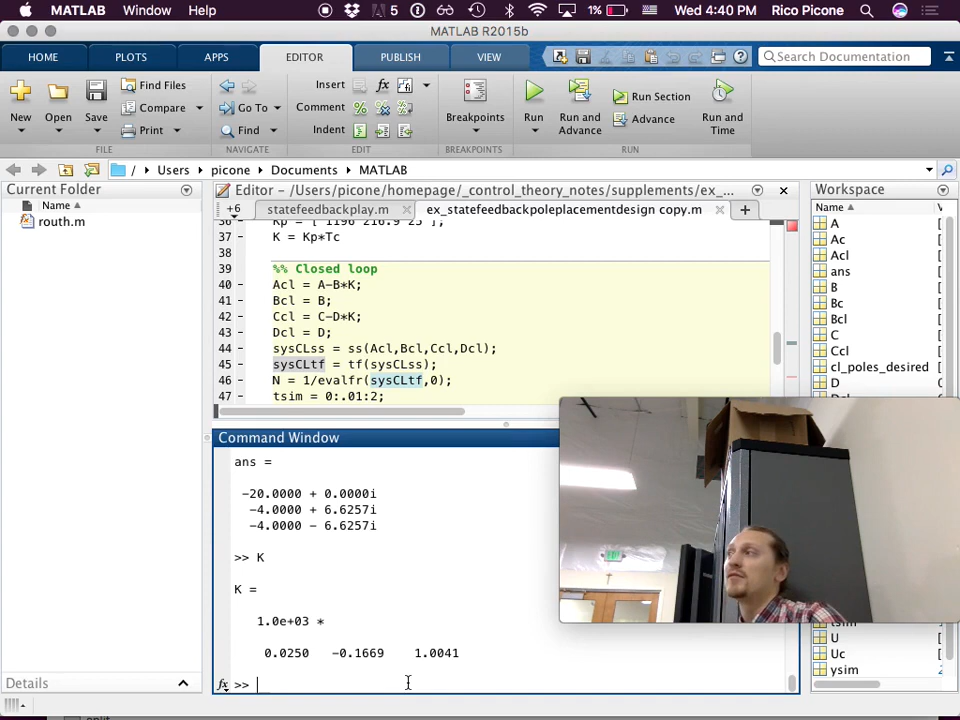 MATLAB Window Help 5 1% Wed 4:40 PM Rico Picone
MATLAB R2015b
HOME PLOTS APPS EDITOR PUBLISH VIEW Search Documentation
New Open Save Find Files Compare Print
Insert Comment Indent
Go To Find
Breakpoints Run Run and Advance Run Section Advance Run and Time
FILE NAVIGATE EDIT BREAKPOINTS RUN
/ Users picone Documents MATLAB
Current Folder
Name
routh.m
Details
Editor - /Users/picone/homepage/_control_theory_notes/supplements/ex_...
+6 statefeedbackplay.m ex_statefeedbackpoleplacementdesign copy.m
37 K = Kp*Tc
38
39 %% Closed loop
40 Acl = A-B*K;
41 Bcl = B;
42 Ccl = C-D*K;
43 Dcl = D;
44 sysCLss = ss(Acl,Bcl,Ccl,Dcl);
45 sysCLtf = tf(sysCLss);
46 N = 1/evalfr(sysCLtf,0);
47 tsim = 0:.01:2;
Command Window
ans =
-20.0000 + 0.0000i
-4.0000 + 6.6257i
-4.0000 - 6.6257i
>> K
K =
1.0e+03 *
0.0250 -0.1669 1.0041
fx >>
Workspace
Name
A
Ac
Acl
ans
B
Bc
Bcl
C
Ccl
cl_poles_desired
D
Dcl
U
Uc
ysim